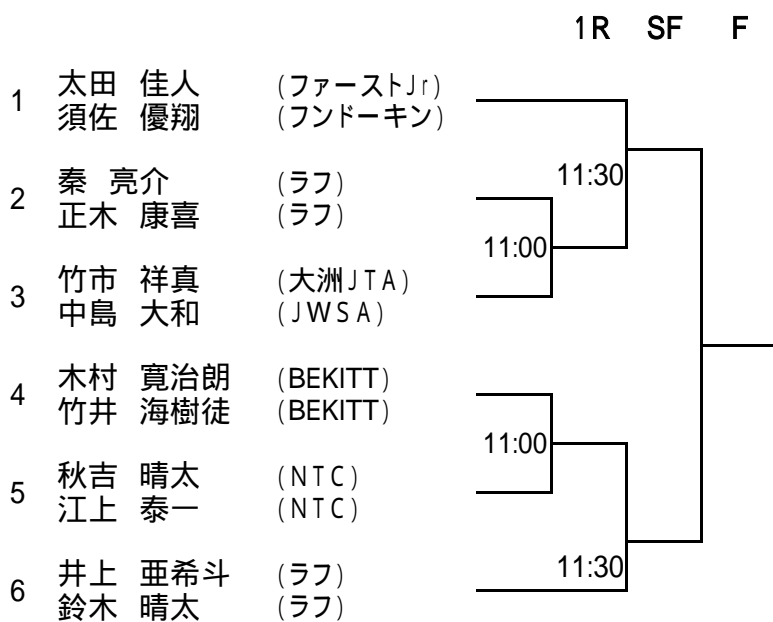 1R SF F
太田 佳人 (ファーストJr)
1
須佐 優翔 (フンドーキン)
秦 亮介 (ラフ)
11:30
2
正木 康喜 (ラフ)
11:00
竹市 祥真 (大洲JTA)
3
中島 大和 (JWSA)
木村 寛治朗 (BEKITT)
4
竹井 海樹徒 (BEKITT)
11:00
秋吉 晴太 (NTC)
5
江上 泰一 (NTC)
井上 亜希斗 (ラフ)
11:30
6
鈴木 晴太 (ラフ)